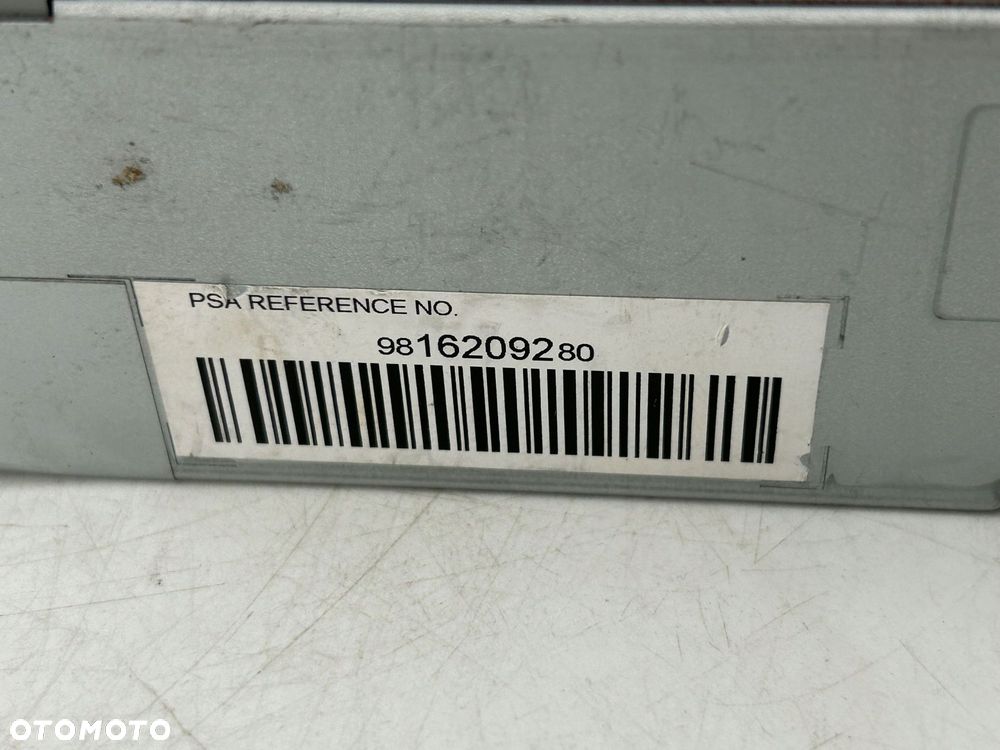 PSA REFERENCE NO.
9816209280
OTOMOTO